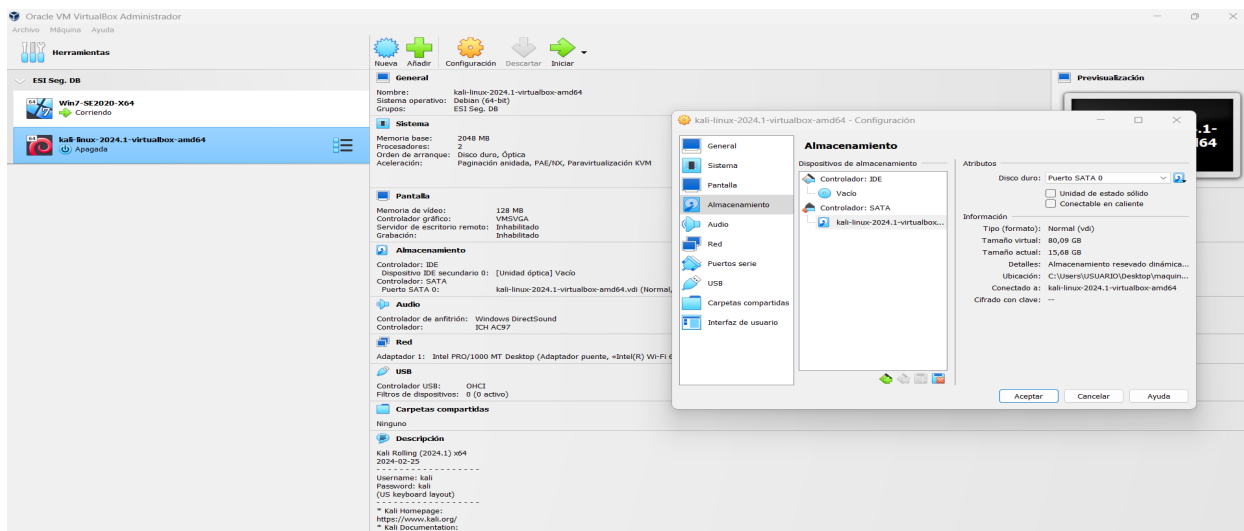 Oracle VM VirtualBox Administrador
Archivo Máquina Ayuda
Herramientas
ESI Seg. DB
Win7-SE2020-X64
Corriendo
kali-linux-2024.1-virtualbox-amd64
Apagada
Nueva Añadir Configuración Descartar Iniciar
General
Nombre: kali-linux-2024.1-virtualbox-amd64
Sistema operativo: Debian (64-bit)
Grupos: ESI Seg. DB
Sistema
Memoria base: 2048 MB
Procesadores: 2
Orden de arranque: Disco duro, Óptica
Aceleración: Paginación anidada, PAE/NX, Paravirtualización KVM
Pantalla
Memoria de vídeo: 128 MB
Controlador gráfico: VMSVGA
Servidor de escritorio remoto: Inhabilitado
Grabación: Inhabilitado
Almacenamiento
Controlador: IDE
Dispositivo IDE secundario 0: [Unidad óptica] Vacío
Controlador: SATA
Puerto SATA 0: kali-linux-2024.1-virtualbox-amd64.vdi (Normal,
Audio
Controlador de anfitrión: Windows DirectSound
Controlador: ICH AC97
Red
Adaptador 1: Intel PRO/1000 MT Desktop (Adaptador puente, «Intel(R) Wi-Fi 6
USB
Controlador USB: OHCI
Filtros de dispositivos: 0 (0 activo)
Carpetas compartidas
Ninguno
Descripción
Kali Rolling (2024.1) x64
2024-02-25
- - - - - - - - - - - - - - - - - -
Username: kali
Password: kali
(US keyboard layout)
- - - - - - - - - - - - - - - - - -
* Kali Homepage:
https://www.kali.org/
* Kali Documentation:
Previsualización
.1-
64
kali-linux-2024.1-virtualbox-amd64 - Configuración
General
Sistema
Pantalla
Almacenamiento
Audio
Red
Puertos serie
USB
Carpetas compartidas
Interfaz de usuario
Almacenamiento
Dispositivos de almacenamiento
Controlador: IDE
Vacío
Controlador: SATA
kali-linux-2024.1-virtualbox...
Atributos
Disco duro: Puerto SATA 0
Unidad de estado sólido
Conectable en caliente
Información
Tipo (formato): Normal (vdi)
Tamaño virtual: 80,09 GB
Tamaño actual: 15,68 GB
Detalles: Almacenamiento resevado dinámica...
Ubicación: C:\Users\USUARIO\Desktop\maquin...
Conectado a: kali-linux-2024.1-virtualbox-amd64
Cifrado con clave: --
Aceptar Cancelar Ayuda